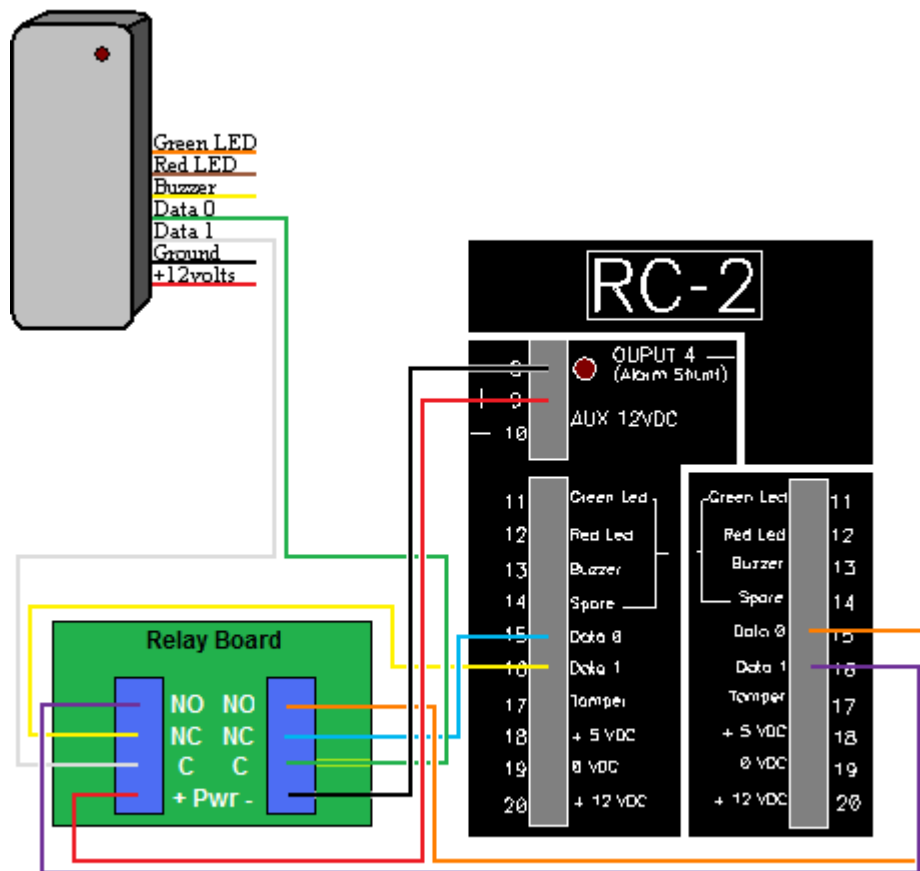 Green LED
Red LED
Buzzer
Data 0
Data 1
Ground
+12volts
RC-2
8
OUPUT 4
(Alarm Shunt)
+ 9
AUX 12VDC
— 10
11 Green Led
12 Red Led
13 Buzzer
14 Spare
15 Data 0
16 Data 1
17 Tamper
18 + 5 VDC
19 0 VDC
20 + 12 VDC
Green Led 11
Red Led 12
Buzzer 13
Spare 14
Data 0 15
Data 1 16
Tamper 17
+ 5 VDC 18
0 VDC 19
+ 12 VDC 20
Relay Board
NO NO
NC NC
C C
+ Pwr -